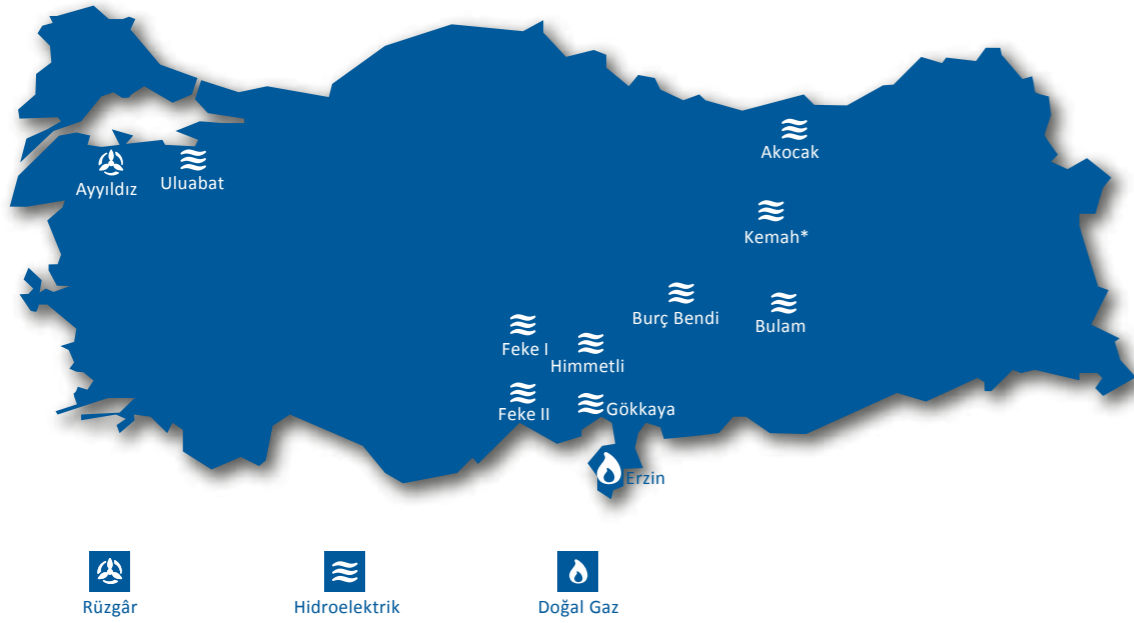 Akocak
Ayyıldız
Uluabat
Kemah*
Burç Bendi
Bulam
Feke I
Himmetli
Feke II
Gökkaya
Erzin
Rüzgâr
Hidroelektrik
Doğal Gaz